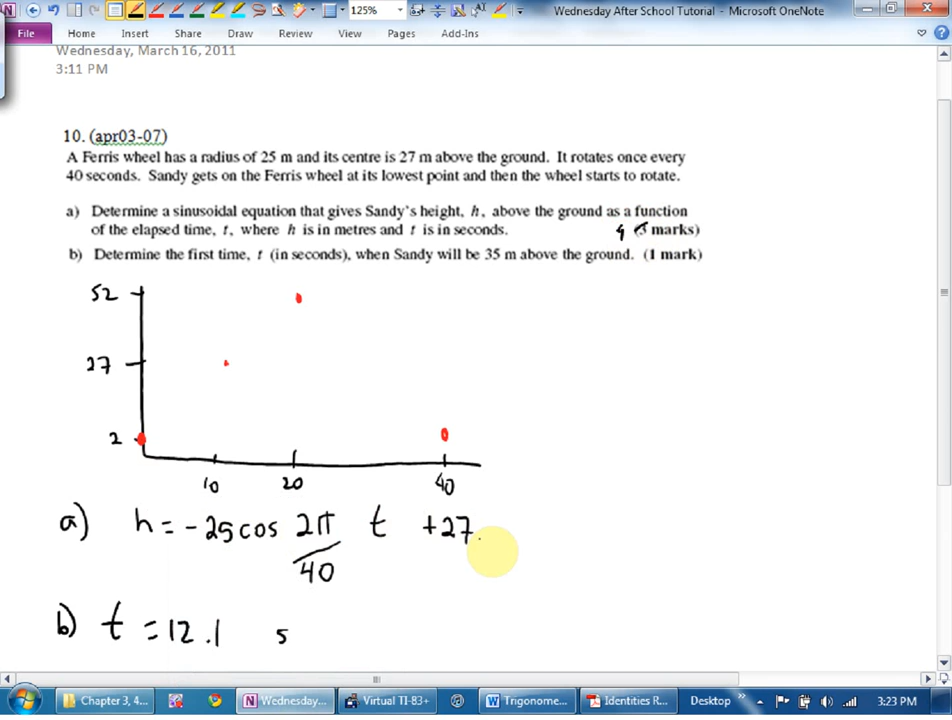 125%
Wednesday After School Tutorial - Microsoft OneNote
File Home Insert Share Draw Review View Pages Add-Ins
Wednesday, March 16, 2011
3:11 PM
10. (apr03-07)
A Ferris wheel has a radius of 25 m and its centre is 27 m above the ground. It rotates once every
40 seconds. Sandy gets on the Ferris wheel at its lowest point and then the wheel starts to rotate.
a) Determine a sinusoidal equation that gives Sandy's height, h, above the ground as a function
of the elapsed time, t, where h is in metres and t is in seconds. marks)
b) Determine the first time, t (in seconds), when Sandy will be 35 m above the ground. (1 mark)
52
27
2
10 20 40
a) h = -25cos 2π/40 t +27
b) t = 12.1 s
Chapter 3, 4 Wednesday... Virtual TI-83+ Trigonome... Identities R... Desktop 3:23 PM